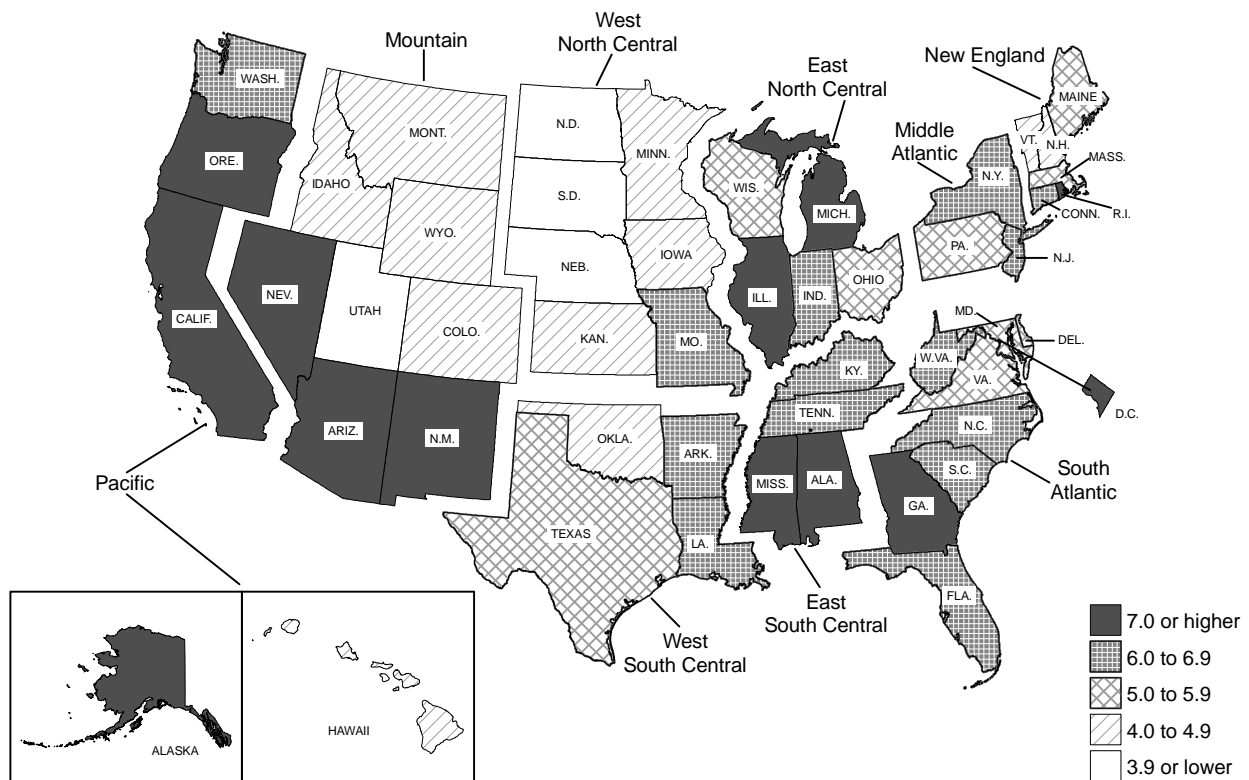 West
North Central
Mountain
New England
East
North Central
Middle
Atlantic
WASH.
MAINE
N.D.
MONT.
VT.
N.H.
MINN.
ORE.
MASS.
IDAHO
WIS.
N.Y.
S.D.
MICH.
CONN.
R.I.
WYO.
PA.
IOWA
N.J.
NEB.
OHIO
NEV.
ILL.
IND.
UTAH
MD.
CALIF.
COLO.
KAN.
MO.
DEL.
W.VA.
KY.
VA.
D.C.
TENN.
N.C.
ARIZ.
N.M.
OKLA.
ARK.
S.C.
South
Atlantic
Pacific
MISS.
ALA.
GA.
TEXAS
LA.
FLA.
East
South Central
West
South Central
7.0 or higher
6.0 to 6.9
5.0 to 5.9
4.0 to 4.9
3.9 or lower
HAWAII
ALASKA